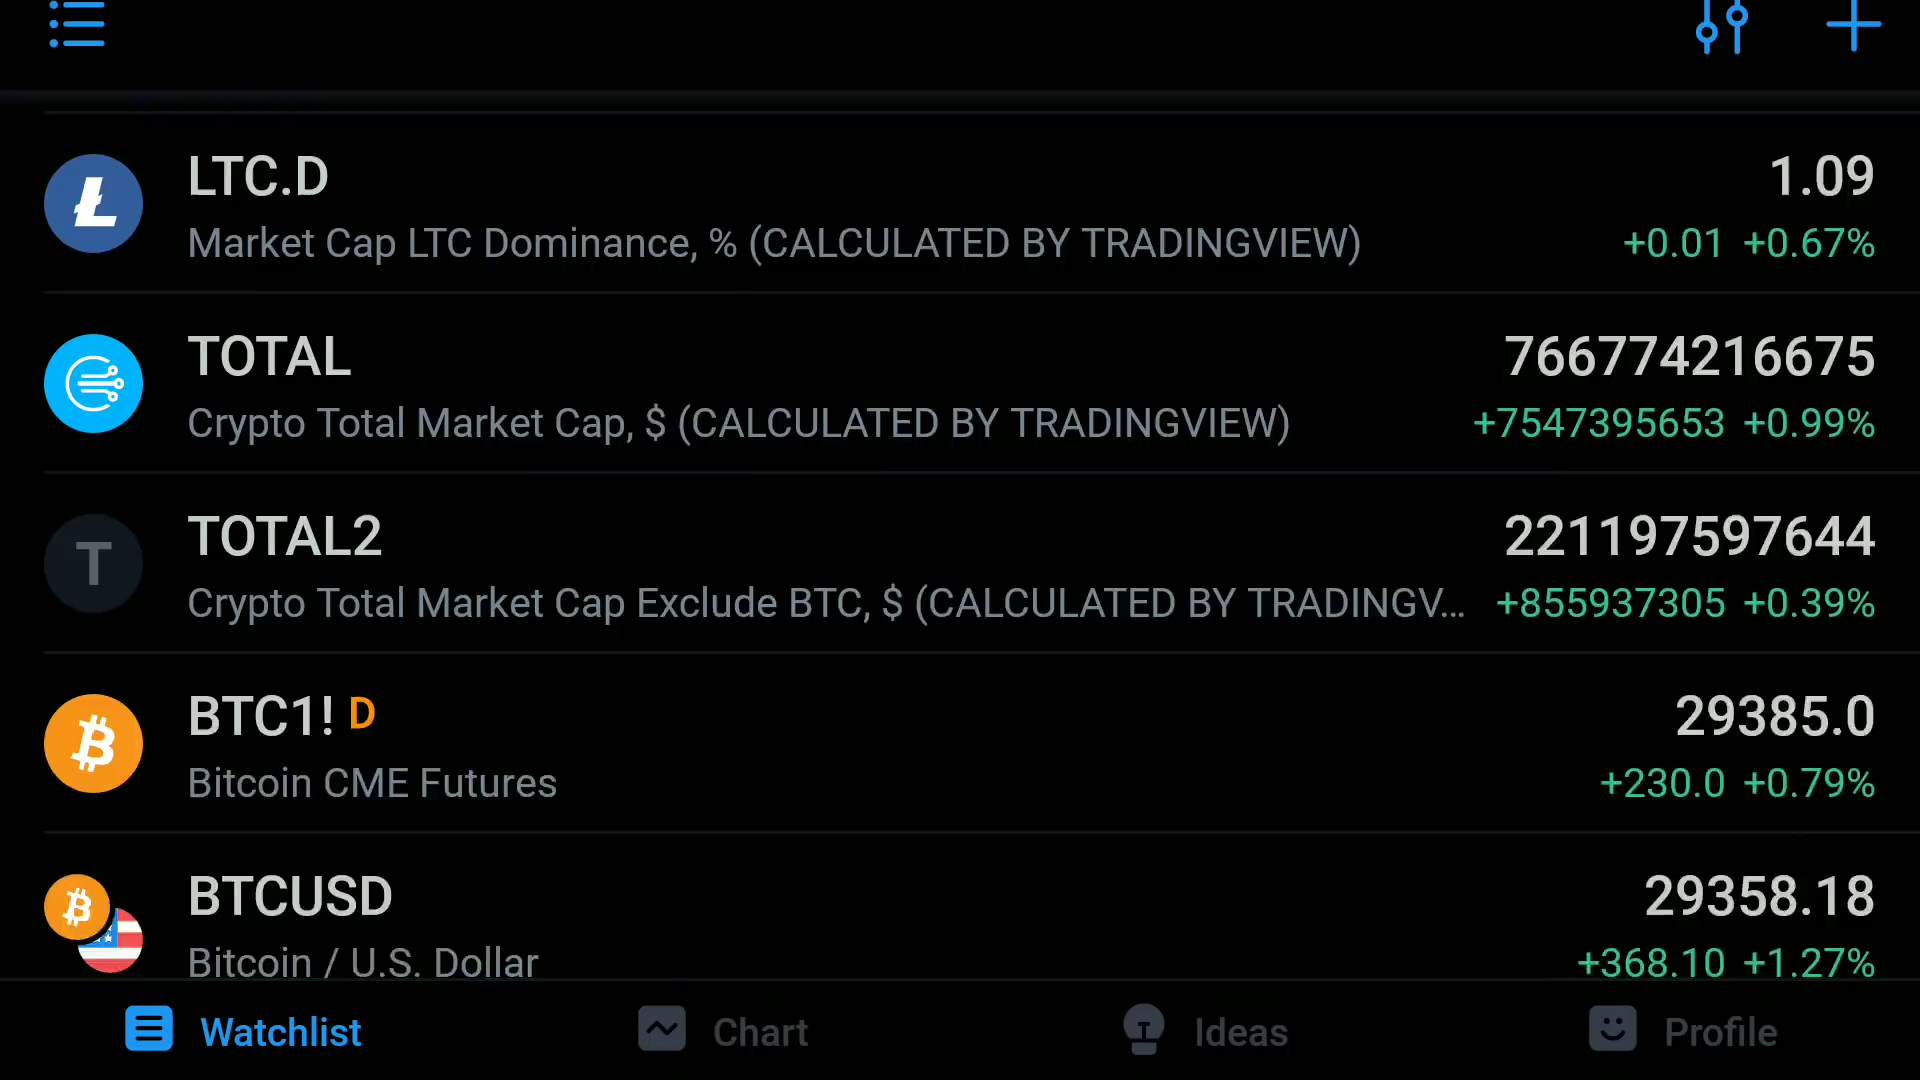 LTC.D
1.09
Market Cap LTC Dominance, % (CALCULATED BY TRADINGVIEW)
+0.01 +0.67%
TOTAL
766774216675
Crypto Total Market Cap, $ (CALCULATED BY TRADINGVIEW)
+7547395653 +0.99%
T
TOTAL2
221197597644
Crypto Total Market Cap Exclude BTC, $ (CALCULATED BY TRADINGV...
+855937305 +0.39%
BTC1! D
29385.0
Bitcoin CME Futures
+230.0 +0.79%
BTCUSD
29358.18
Bitcoin / U.S. Dollar
+368.10 +1.27%
Watchlist
Chart
Ideas
Profile